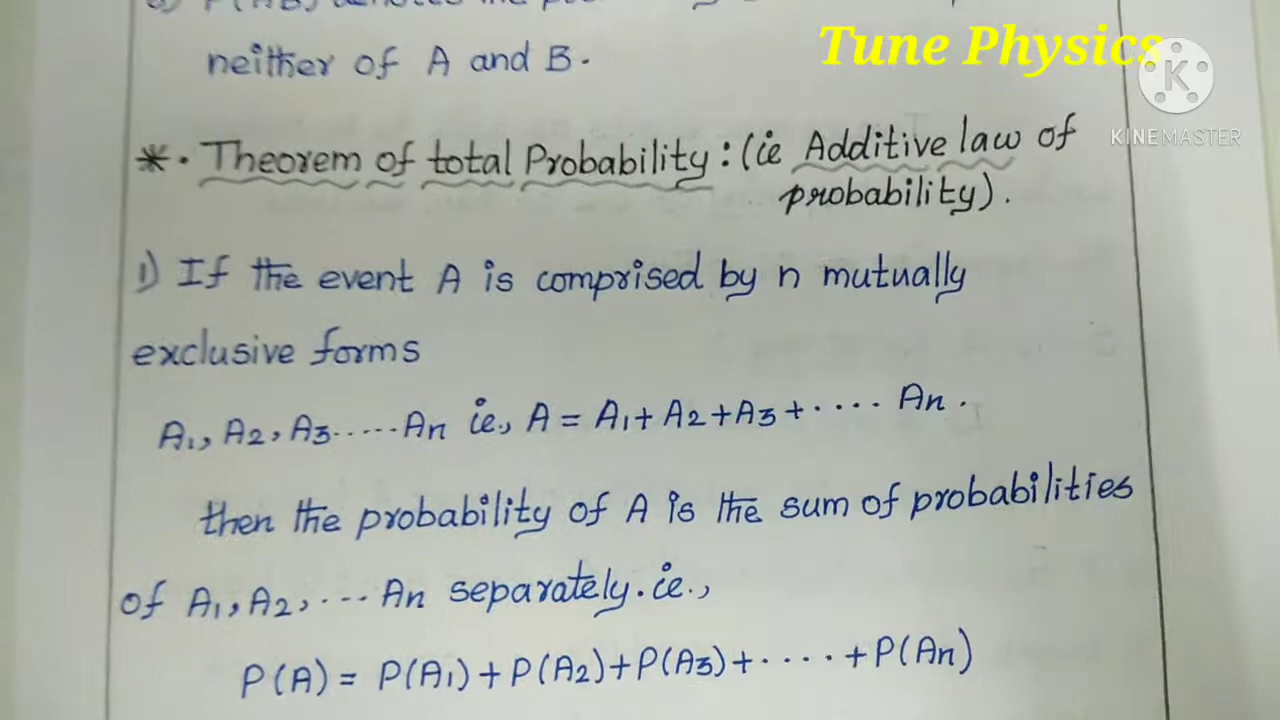 neither of A and B.
Tune Physics
KINEMASTER
*. Theorem of total Probability : (ie Additive law of
probability).
1) If the event A is comprised by n mutually
exclusive forms
A1, A2, A3.....An ie., A = A1 + A2 + A3 + ..... An.
then the probability of A is the sum of probabilities
of A1, A2, .... An separately. ie.,
P(A) = P(A1) + P(A2) + P(A3) + ..... + P(An)